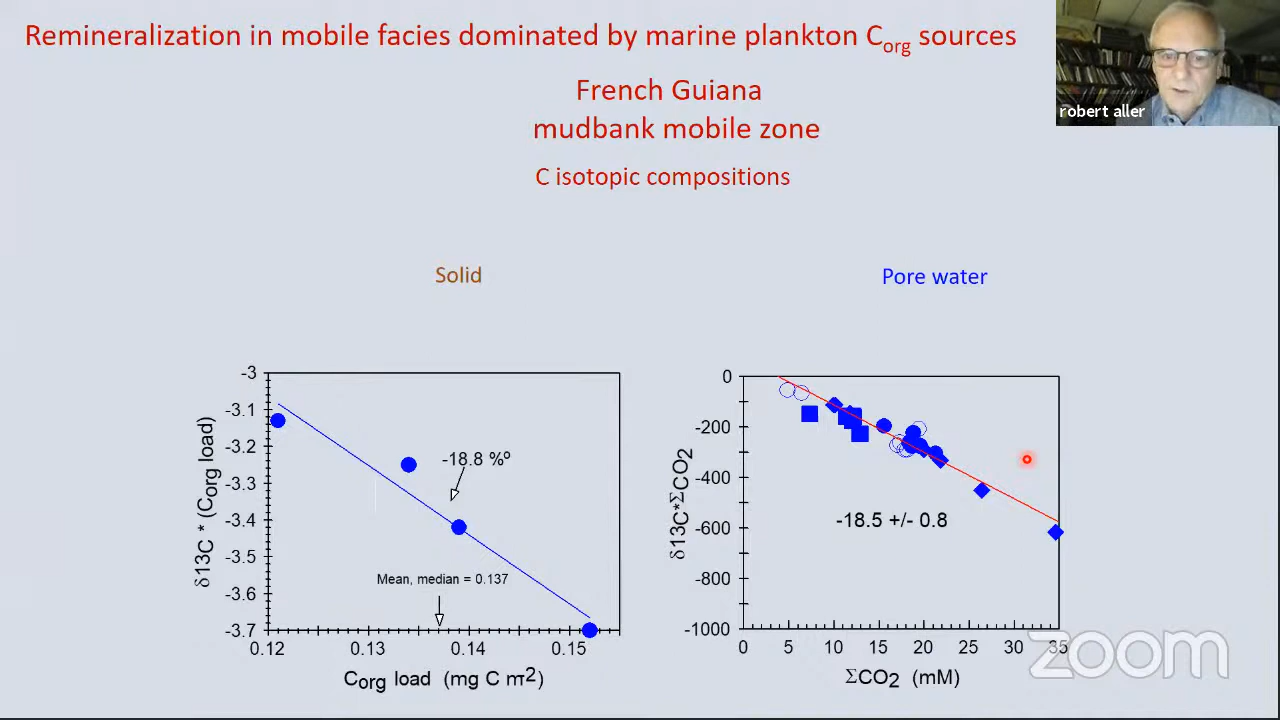 Remineralization in mobile facies dominated by marine plankton Corg sources
robert aller
French Guiana
mudbank mobile zone
C isotopic compositions
Solid
Pore water
-3
-3.1
-3.2
-3.3
-3.4
-3.5
-3.6
-3.7
δ13C * (Corg load)
-18.8 %º
Mean, median = 0.137
0.12
0.13
0.14
0.15
Corg load (mg C m²)
0
-200
-400
-600
-800
-1000
δ13C*ΣCO2
-18.5 +/- 0.8
0
5
10
15
20
25
30
35
ΣCO2 (mM)
zoom